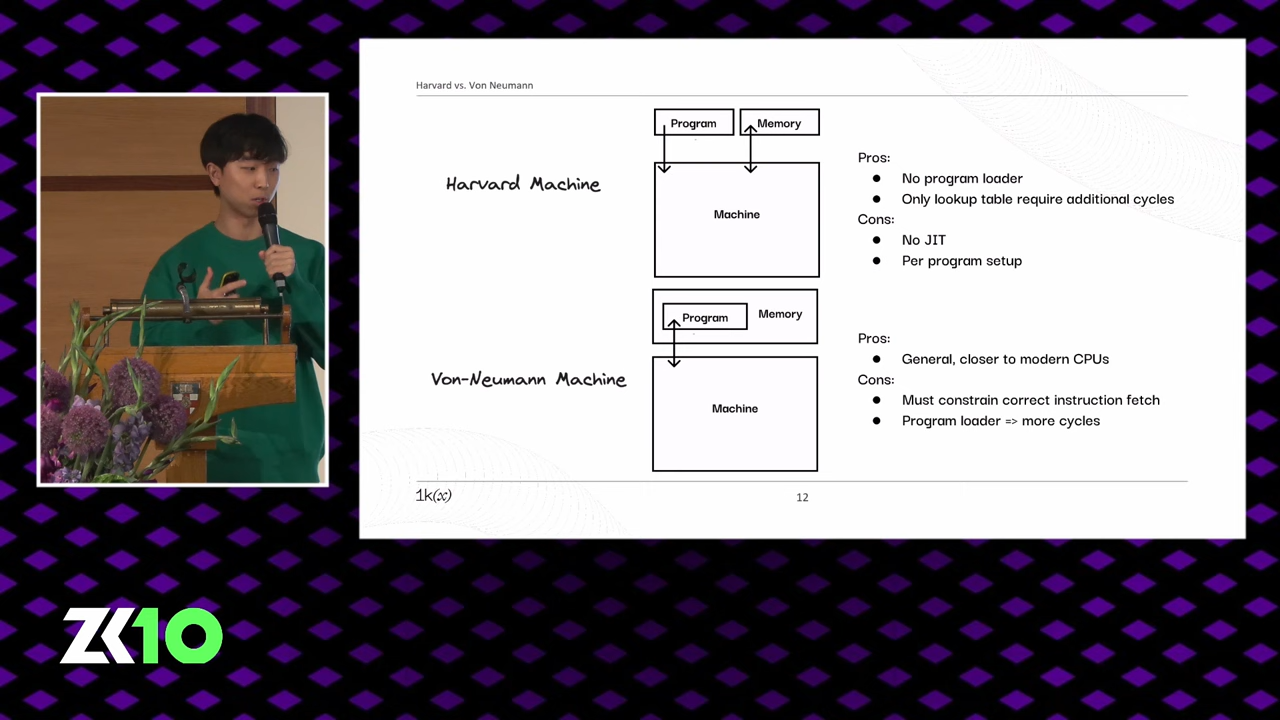 Harvard vs. Von Neumann
Program
Memory
Harvard Machine
Machine
Pros:
● No program loader
● Only lookup table require additional cycles
Cons:
● No JIT
● Per program setup
Program
Memory
Von-Neumann Machine
Machine
Pros:
● General, closer to modern CPUs
Cons:
● Must constrain correct instruction fetch
● Program loader => more cycles
1k(x)
12
ZK10